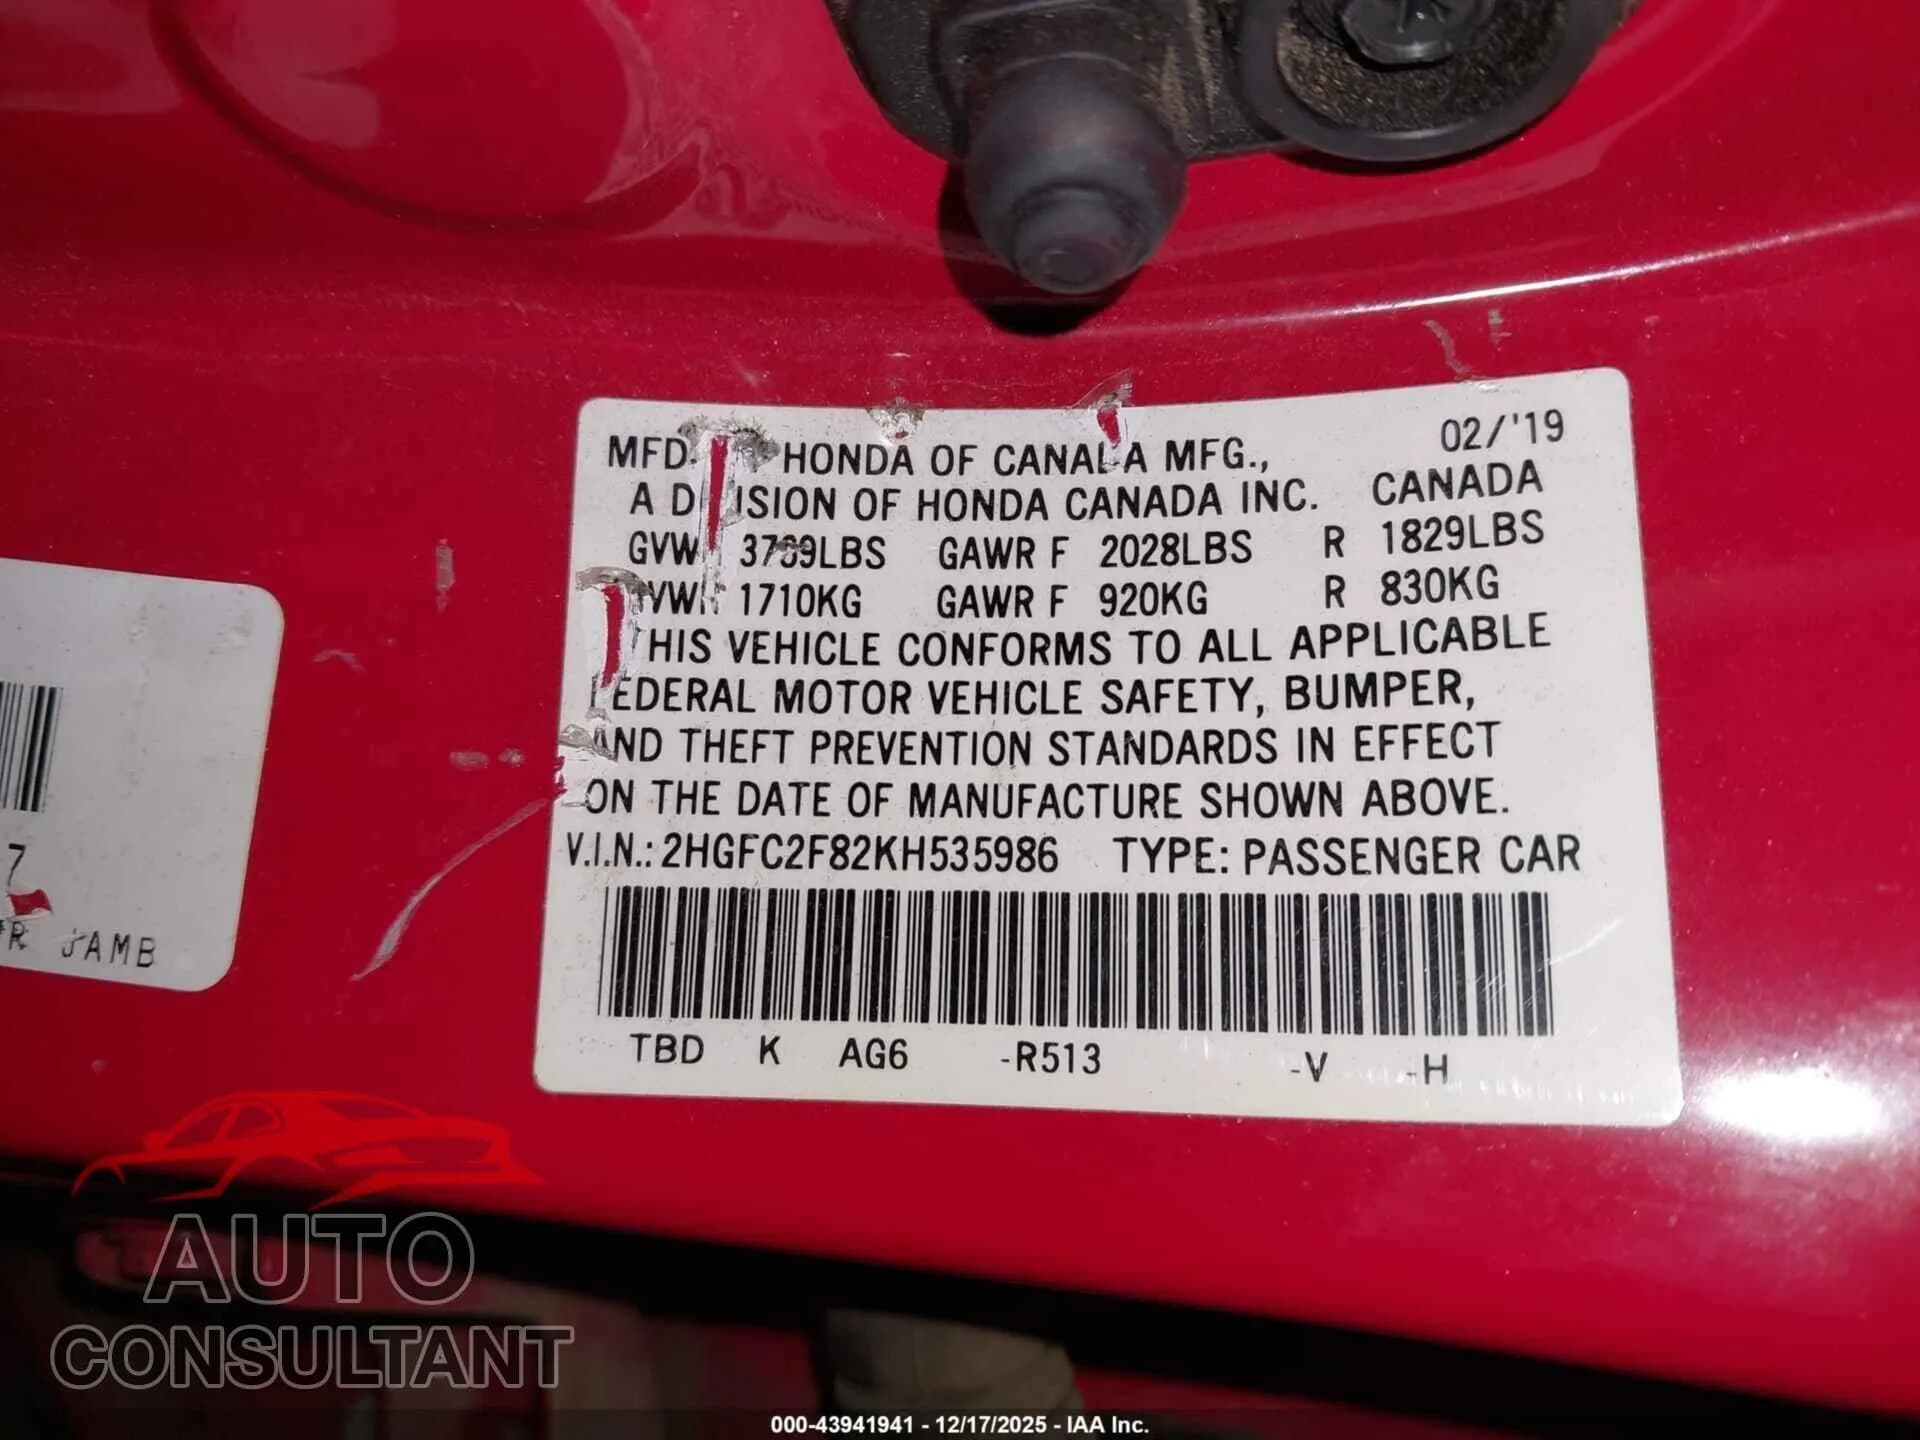 MFD. HONDA OF CANADA MFG., 02/'19
A DIVISION OF HONDA CANADA INC. CANADA
GVW 3769LBS GAWR F 2028LBS R 1829LBS
VWR 1710KG GAWR F 920KG R 830KG
THIS VEHICLE CONFORMS TO ALL APPLICABLE
FEDERAL MOTOR VEHICLE SAFETY, BUMPER,
AND THEFT PREVENTION STANDARDS IN EFFECT
ON THE DATE OF MANUFACTURE SHOWN ABOVE.
V.I.N.: 2HGFC2F82KH535986 TYPE: PASSENGER CAR
TBD K AG6 -R513 -V -H
7
R JAMB
AUTO
CONSULTANT
000-43941941 - 12/17/2025 - IAA Inc.